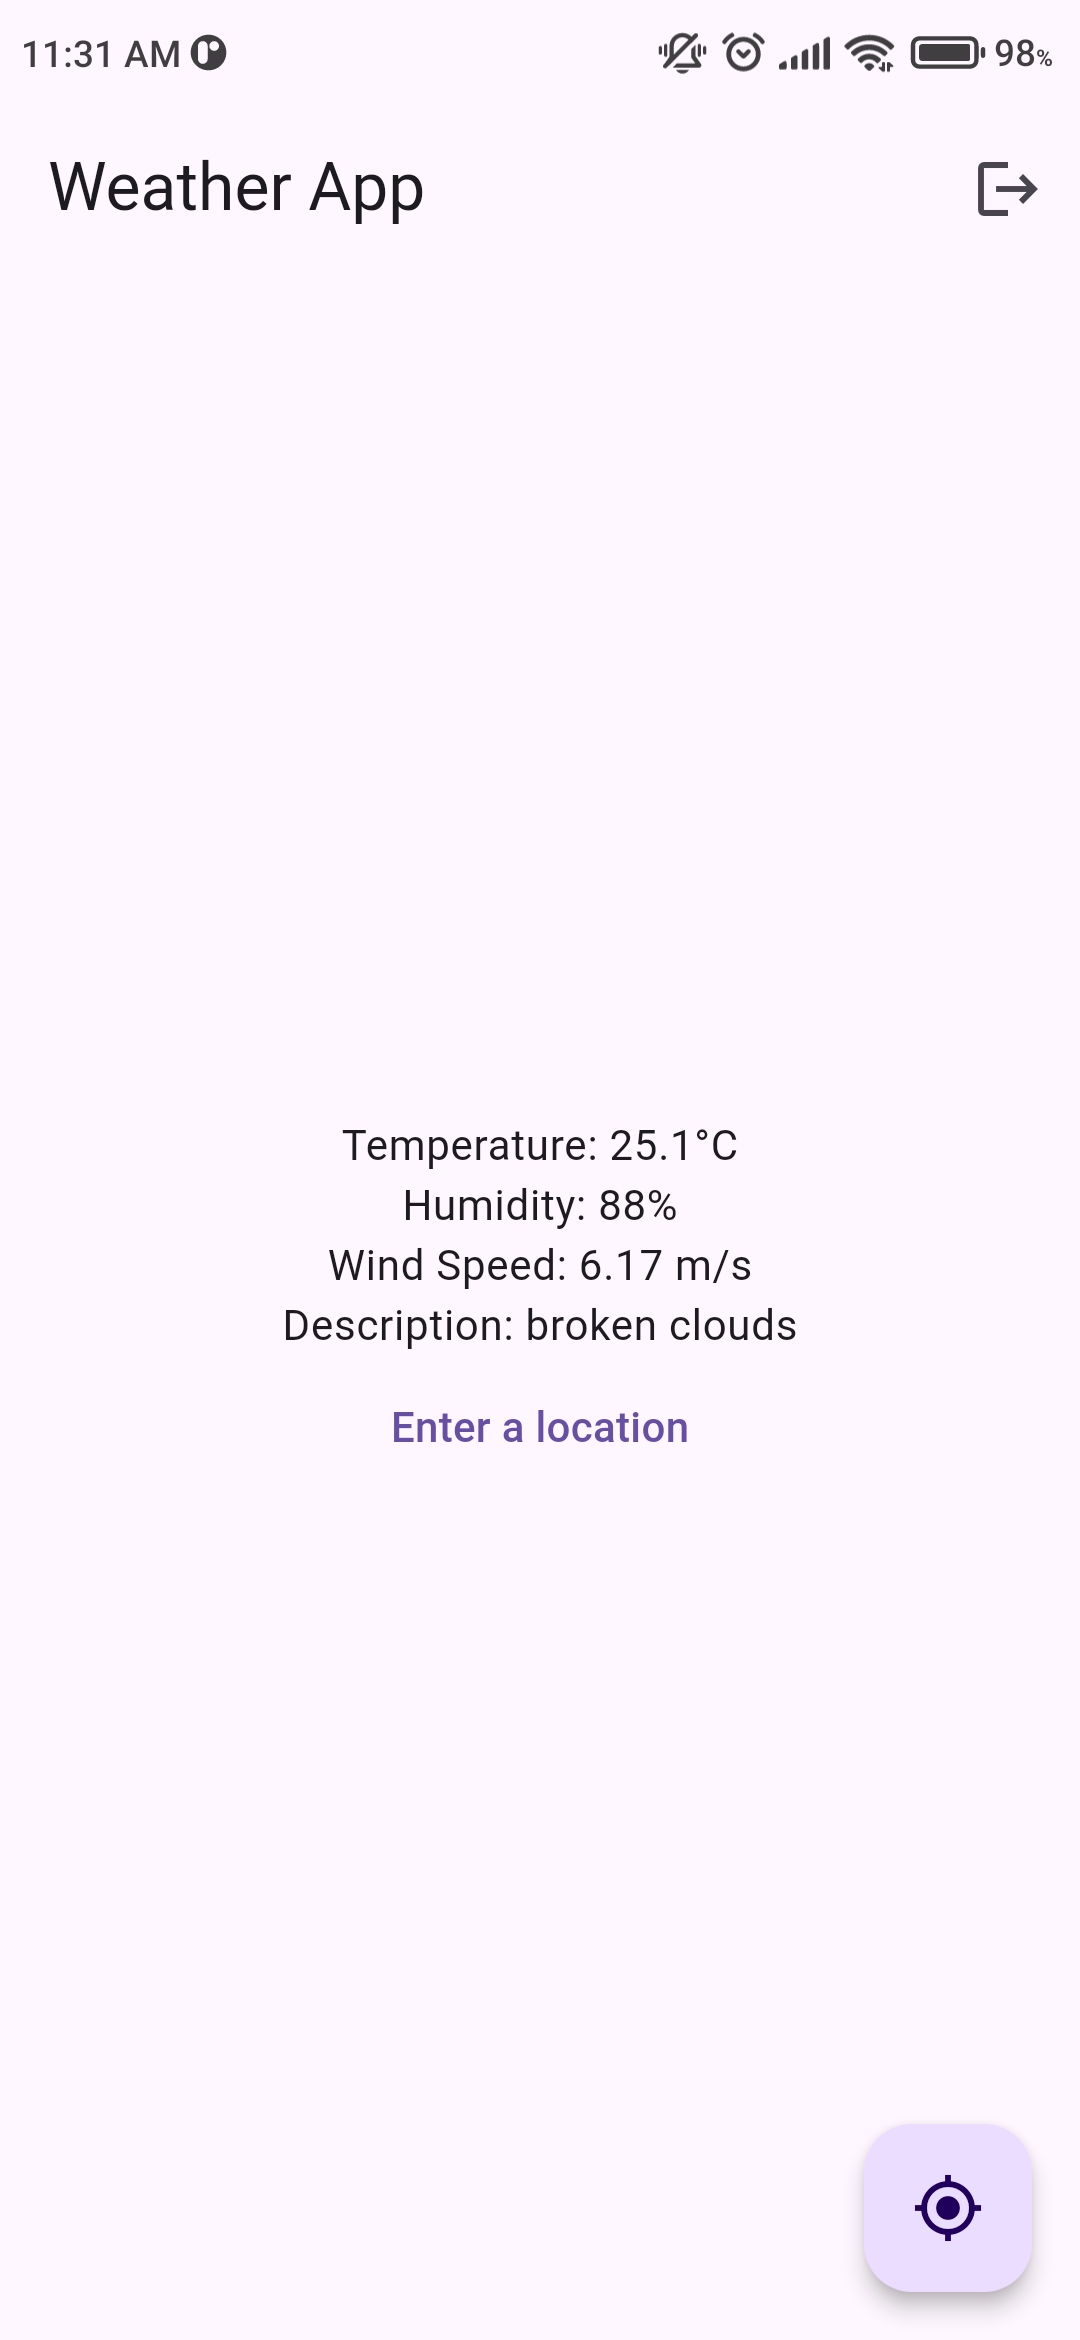 11:31 AM
98%
Weather App
Temperature: 25.1°C
Humidity: 88%
Wind Speed: 6.17 m/s
Description: broken clouds
Enter a location